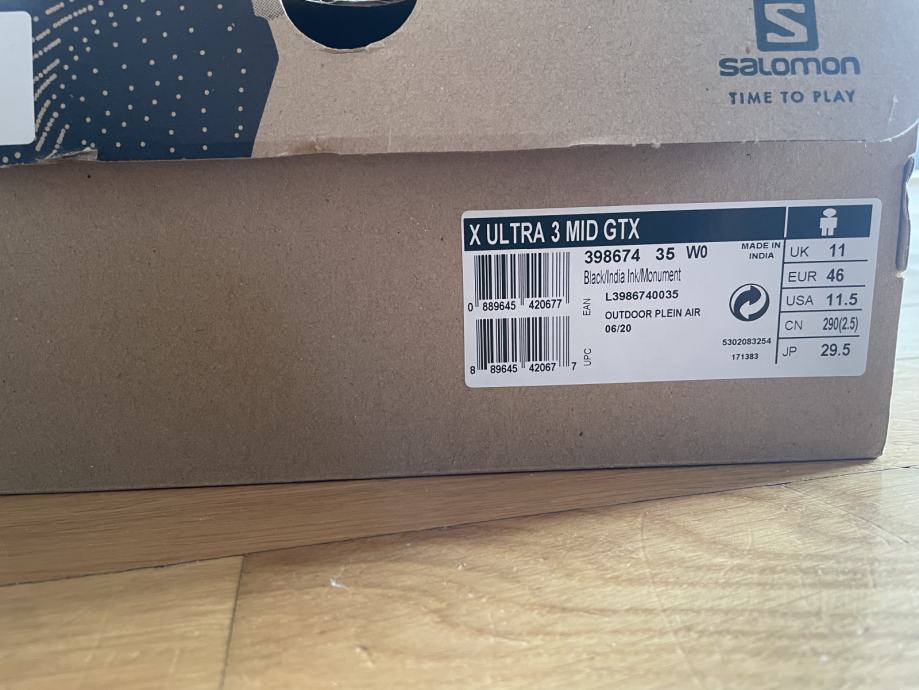 salomon
TIME TO PLAY
X ULTRA 3 MID GTX
398674 35 W0
Black/India Ink/Monument
L3986740035
OUTDOOR PLEIN AIR
06/20
MADE IN
INDIA
5302083254
171383
0 889645 420677
EAN
8 89645 42067 7
UPC
UK 11
EUR 46
USA 11.5
CN 290(2.5)
JP 29.5